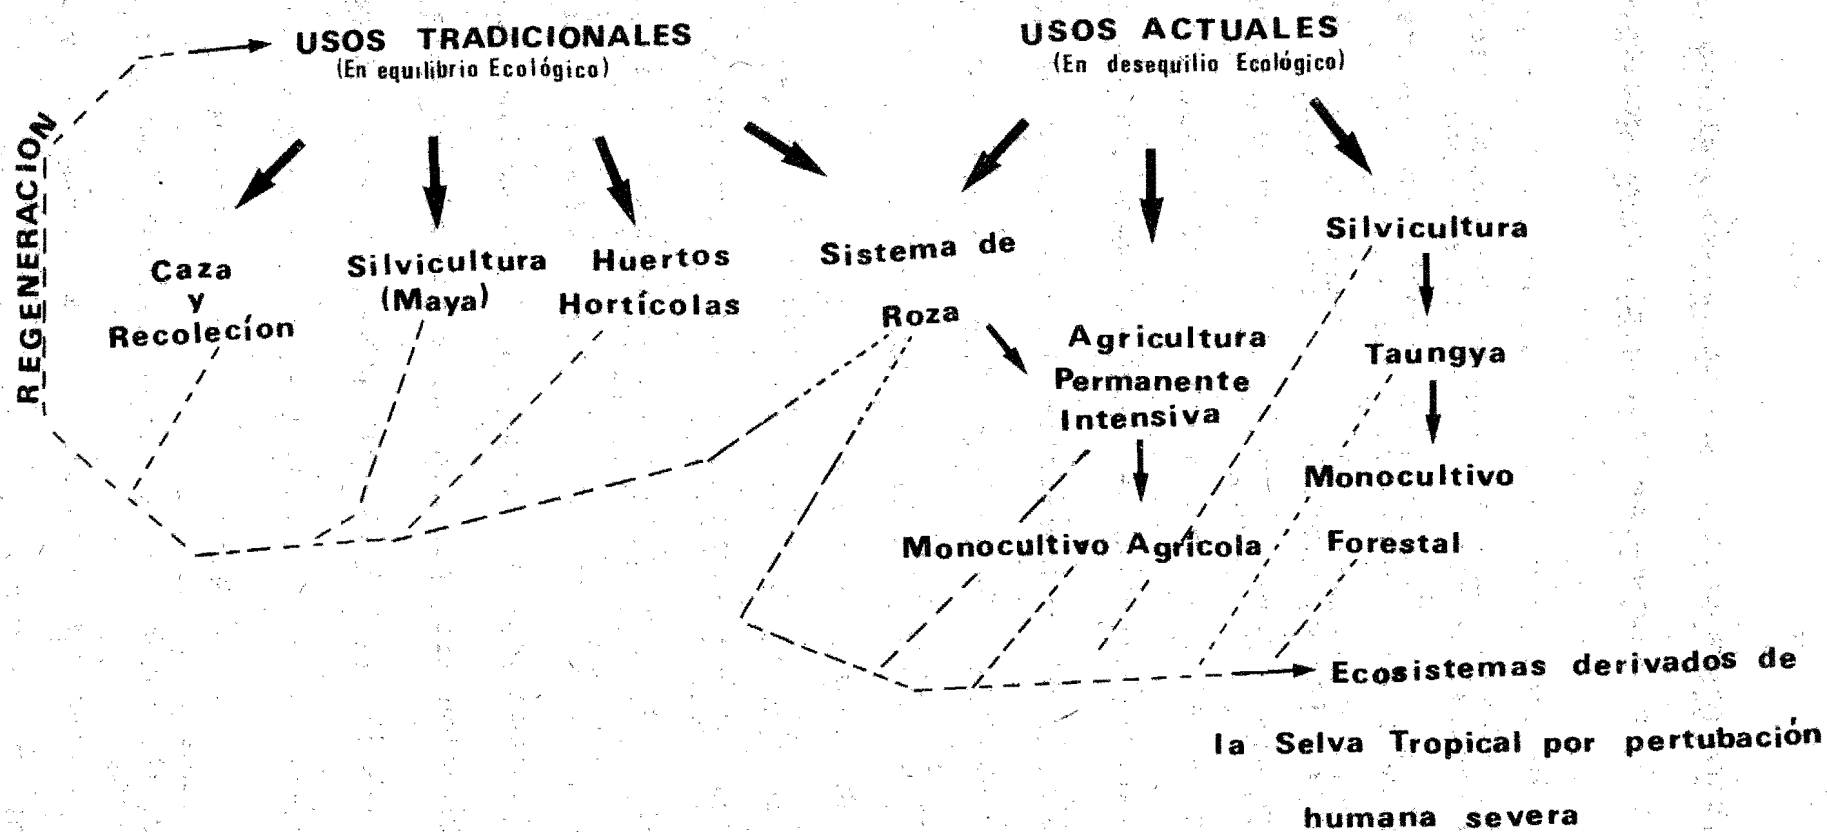 USOS TRADICIONALES
(En equilibrio Ecológico)
USOS ACTUALES
(En desequilio Ecológico)
REGENERACION
Caza
y
Recolecíon
Silvicultura
(Maya)
Huertos
Hortícolas
Sistema de
Roza
Agricultura
Permanente
Intensiva
Monocultivo Agrícola
Silvicultura
Taungya
Monocultivo
Forestal
Ecosistemas derivados de
la Selva Tropical por pertubación
humana severa